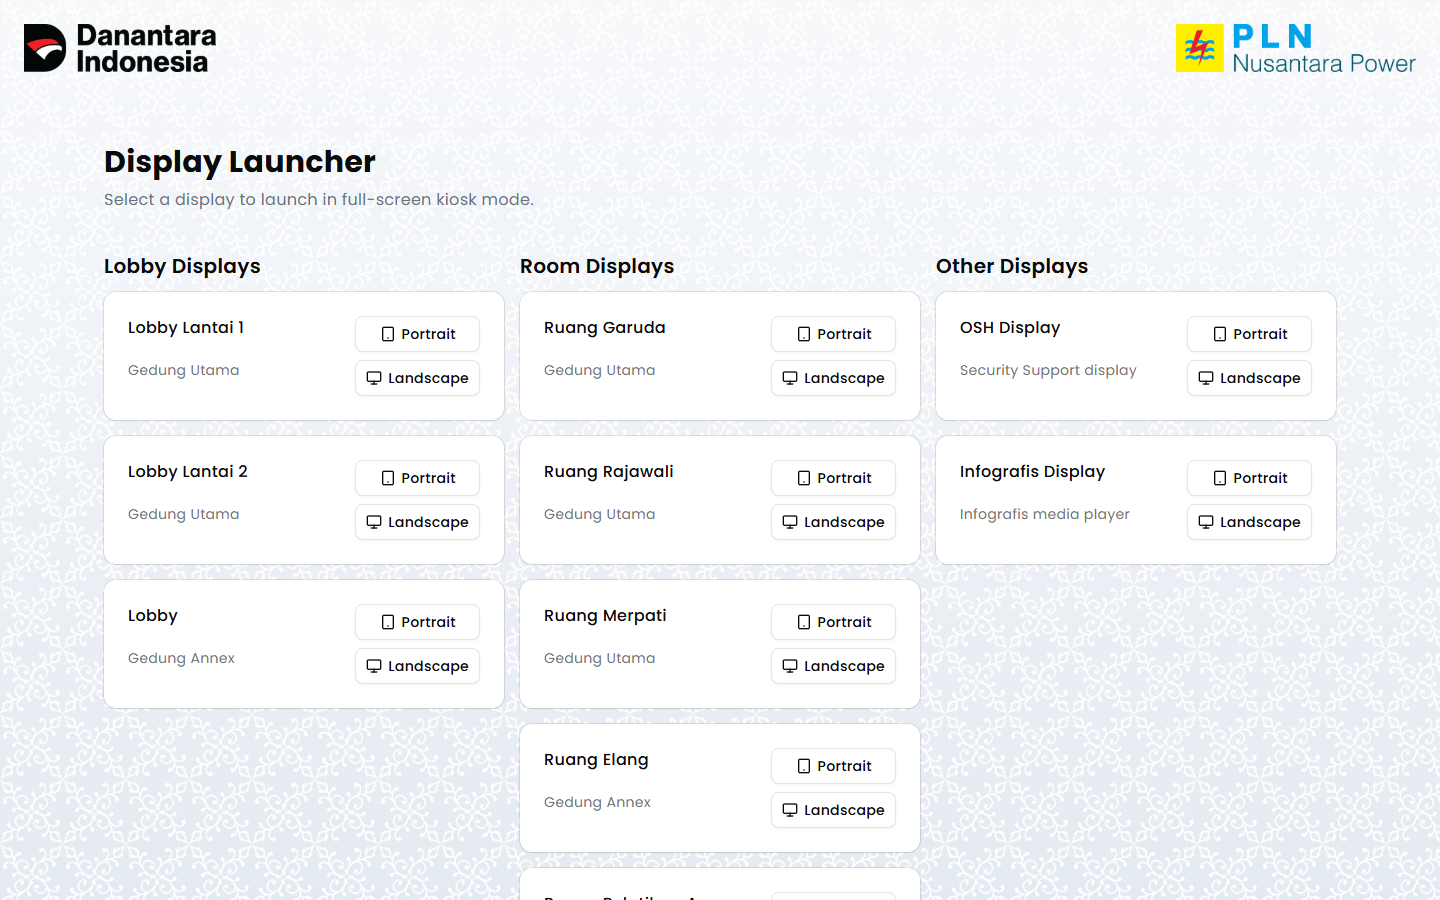 Danantara
Indonesia
PLN
Nusantara Power
Display Launcher
Select a display to launch in full-screen kiosk mode.
Lobby Displays
Lobby Lantai 1
Gedung Utama
Portrait
Landscape
Lobby Lantai 2
Gedung Utama
Portrait
Landscape
Lobby
Gedung Annex
Portrait
Landscape
Room Displays
Ruang Garuda
Gedung Utama
Portrait
Landscape
Ruang Rajawali
Gedung Utama
Portrait
Landscape
Ruang Merpati
Gedung Utama
Portrait
Landscape
Ruang Elang
Gedung Annex
Portrait
Landscape
Other Displays
OSH Display
Security Support display
Portrait
Landscape
Infografis Display
Infografis media player
Portrait
Landscape